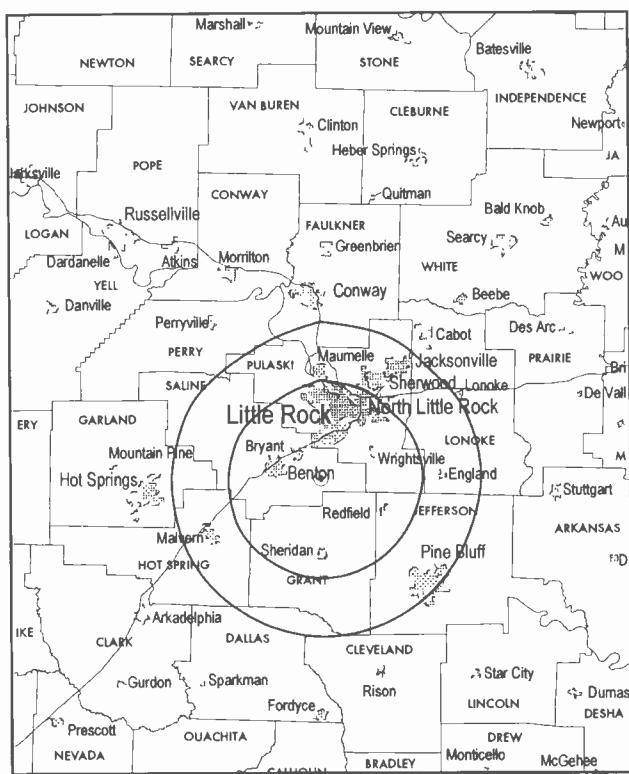 Marshall
Mountain View
NEWTON
SEARCY
STONE
Batesville
JOHNSON
VAN BUREN
CLEBURNE
INDEPENDENCE
Clinton
Newport
Heber Springs
JA
POPE
CONWAY
Quitman
Russellville
FAULKNER
Bald Knob
LOGAN
Greenbrier
Searcy
Au
Dardanelle
Atkins
Morrilton
WHITE
M
YELL
WOO
Danville
Conway
Beebe
Perryville
Cabot
Des Arc
PERRY
PULASKI
Maumelle
Jacksonville
PRAIRIE
Bri
SALINE
Sherwood
Lonoke
De Vall
ERY
GARLAND
Little Rock
North Little Rock
LONOKE
Mountain Pine
Bryant
Wrightsville
M
Hot Springs
Benton
England
Stuttgart
Redfield
JEFFERSON
ARKANSAS
Malvern
Sheridan
Pine Bluff
HOT SPRING
GRANT
D
Arkadelphia
IKE
CLARK
DALLAS
CLEVELAND
Gurdon
Sparkman
Rison
Star City
Dumas
Fordyce
LINCOLN
DESHA
Prescott
OUACHITA
DREW
NEVADA
BRADLEY
Monticello
McGehee